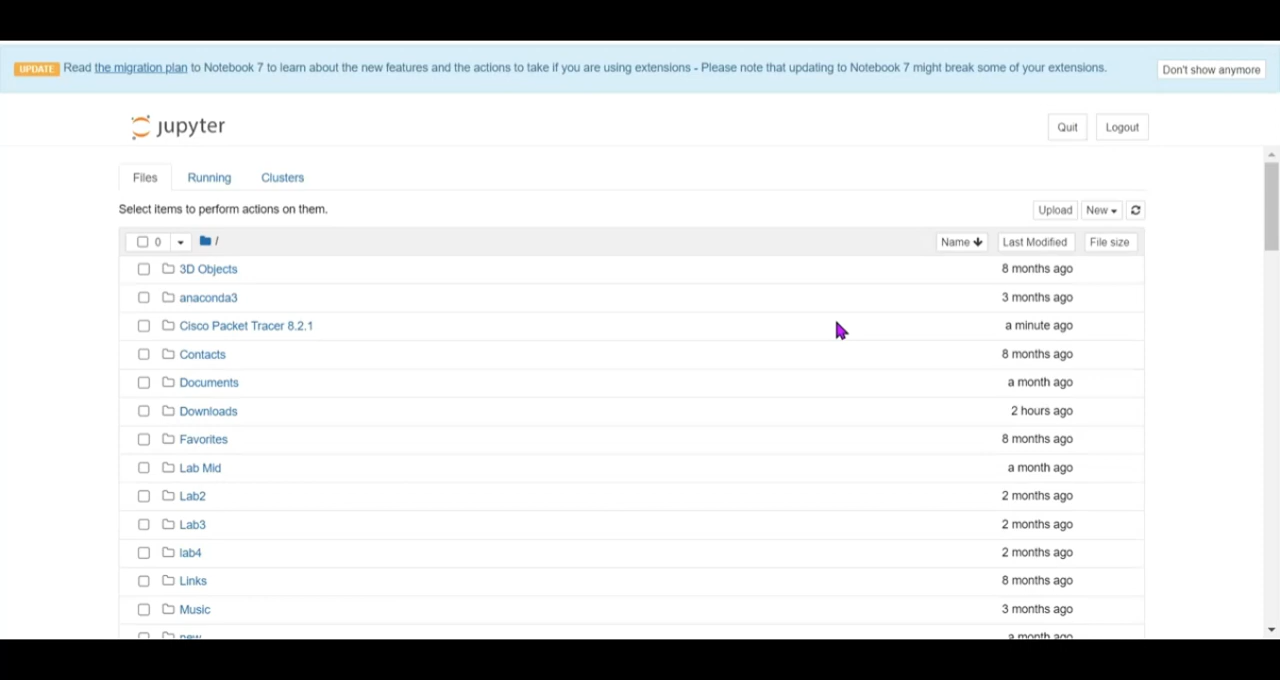 UPDATE Read the migration plan to Notebook 7 to learn about the new features and the actions to take if you are using extensions - Please note that updating to Notebook 7 might break some of your extensions. Don't show anymore
jupyter Quit Logout
Files Running Clusters
Select items to perform actions on them. Upload New
0 / Name Last Modified File size
3D Objects 8 months ago
anaconda3 3 months ago
Cisco Packet Tracer 8.2.1 a minute ago
Contacts 8 months ago
Documents a month ago
Downloads 2 hours ago
Favorites 8 months ago
Lab Mid a month ago
Lab2 2 months ago
Lab3 2 months ago
lab4 2 months ago
Links 8 months ago
Music 3 months ago
new a month ago